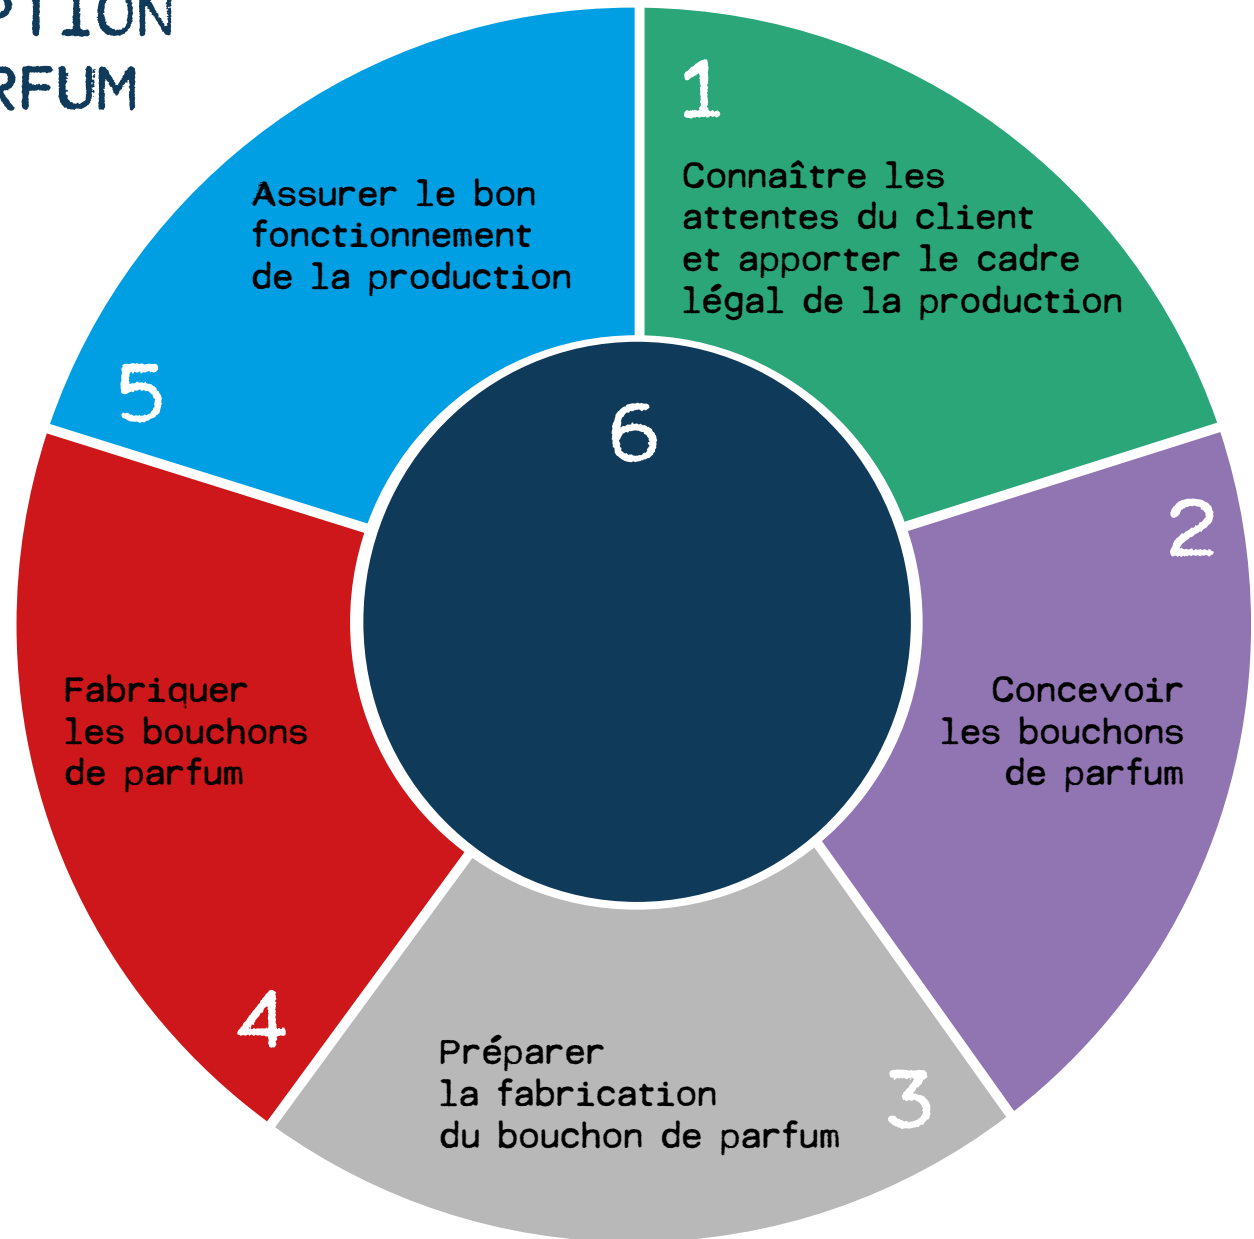 PTION
RFUM
1
Connaître les
attentes du client
et apporter le cadre
légal de la production
2
Concevoir
les bouchons
de parfum
3
Préparer
la fabrication
du bouchon de parfum
4
Fabriquer
les bouchons
de parfum
5
Assurer le bon
fonctionnement
de la production
6